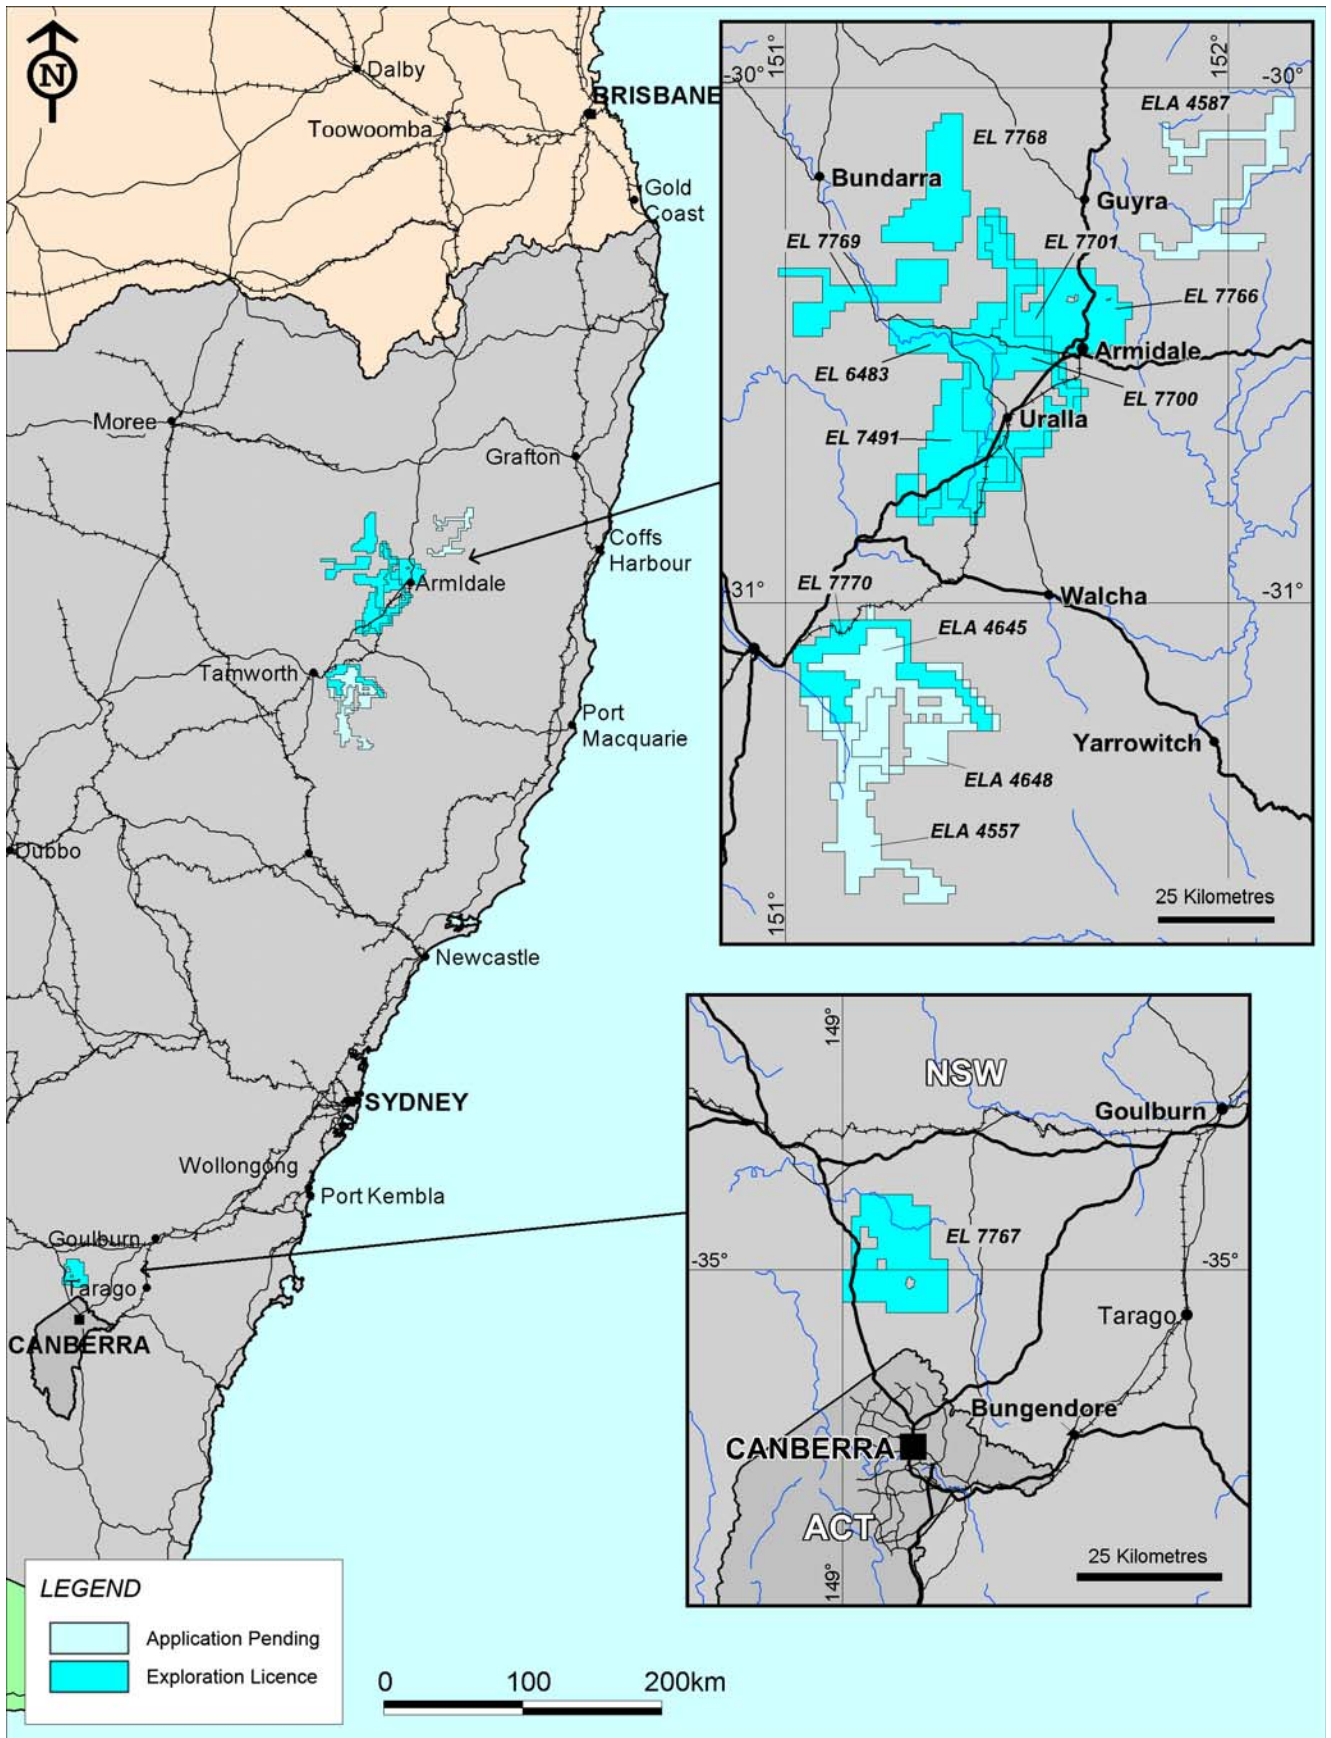 N
Dalby
BRISBANE
Toowoomba
Gold
Coast
Moree
Grafton
Coffs
Harbour
ArmIdale
Tamworth
Port
Macquarie
Dubbo
Newcastle
SYDNEY
Wollongong
Port Kembla
Goulburn
Tarago
CANBERRA
151°
152°
-30°
-30°
ELA 4587
EL 7768
Bundarra
Guyra
EL 7769
EL 7701
EL 7766
Armidale
EL 6483
EL 7700
Uralla
EL 7491
EL 7770
-31°
Walcha
-31°
ELA 4645
Yarrowitch
ELA 4648
ELA 4557
151°
25 Kilometres
149°
NSW
Goulburn
EL 7767
-35°
-35°
Tarago
Bungendore
CANBERRA
ACT
149°
25 Kilometres
LEGEND
Application Pending
Exploration Licence
0 100 200km